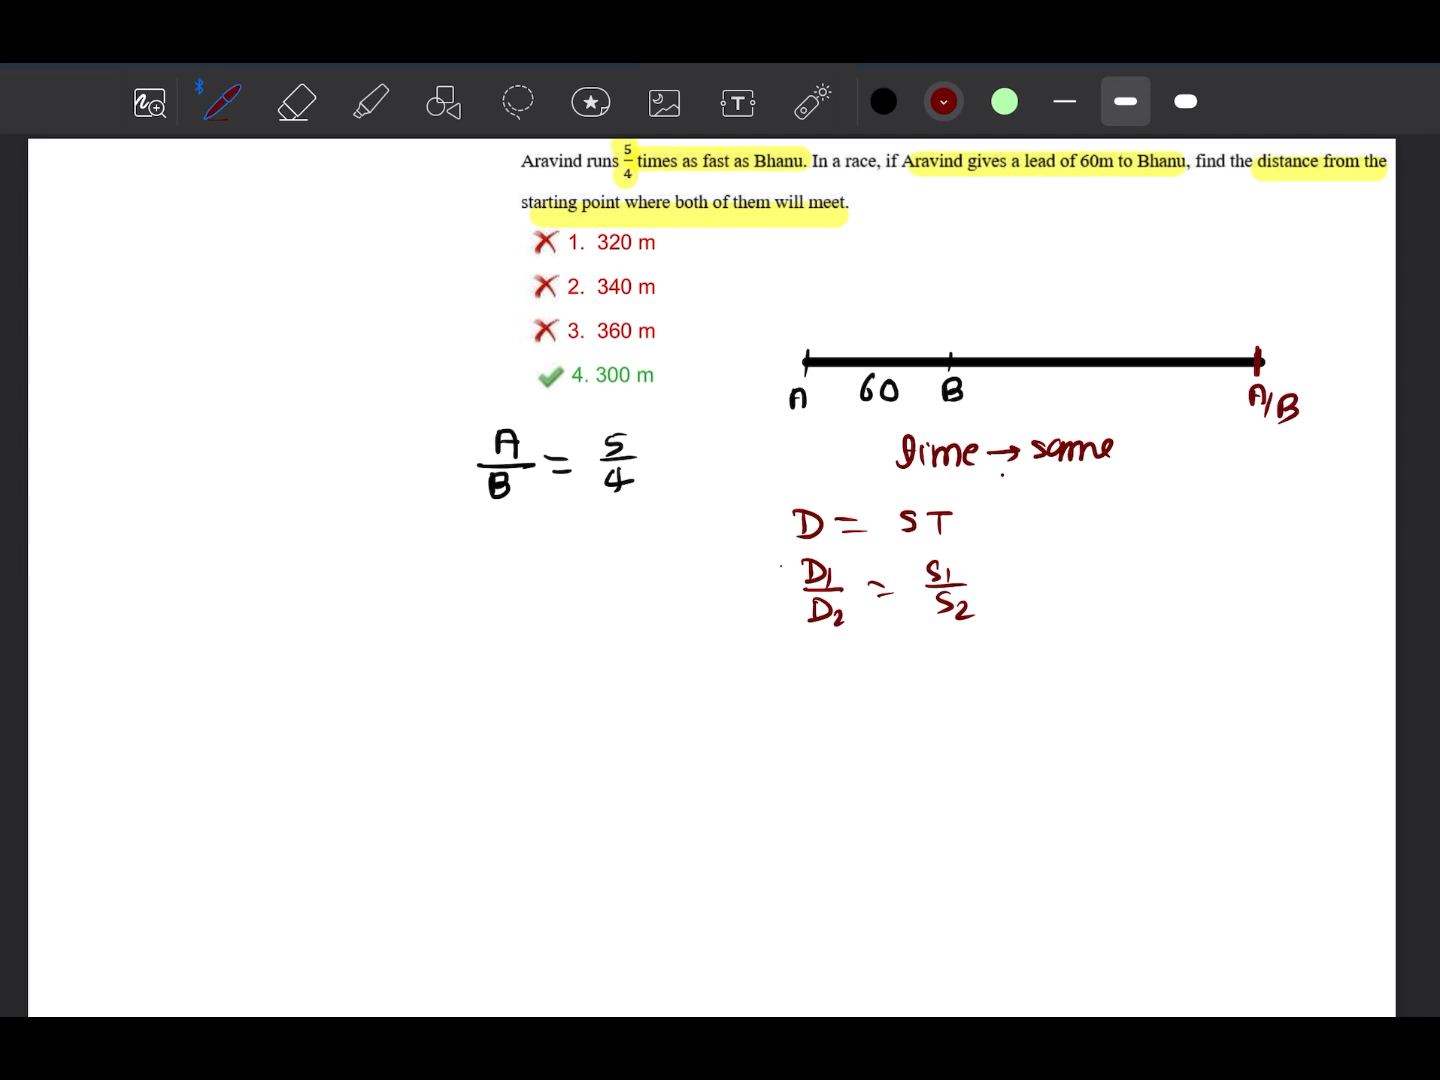 Aravind runs 5/4 times as fast as Bhanu. In a race, if Aravind gives a lead of 60m to Bhanu, find the distance from the
starting point where both of them will meet.
1. 320 m
2. 340 m
3. 360 m
4. 300 m
A 60 B A/B
A/B = 5/4
time → same
D = ST
D1/D2 = S1/S2